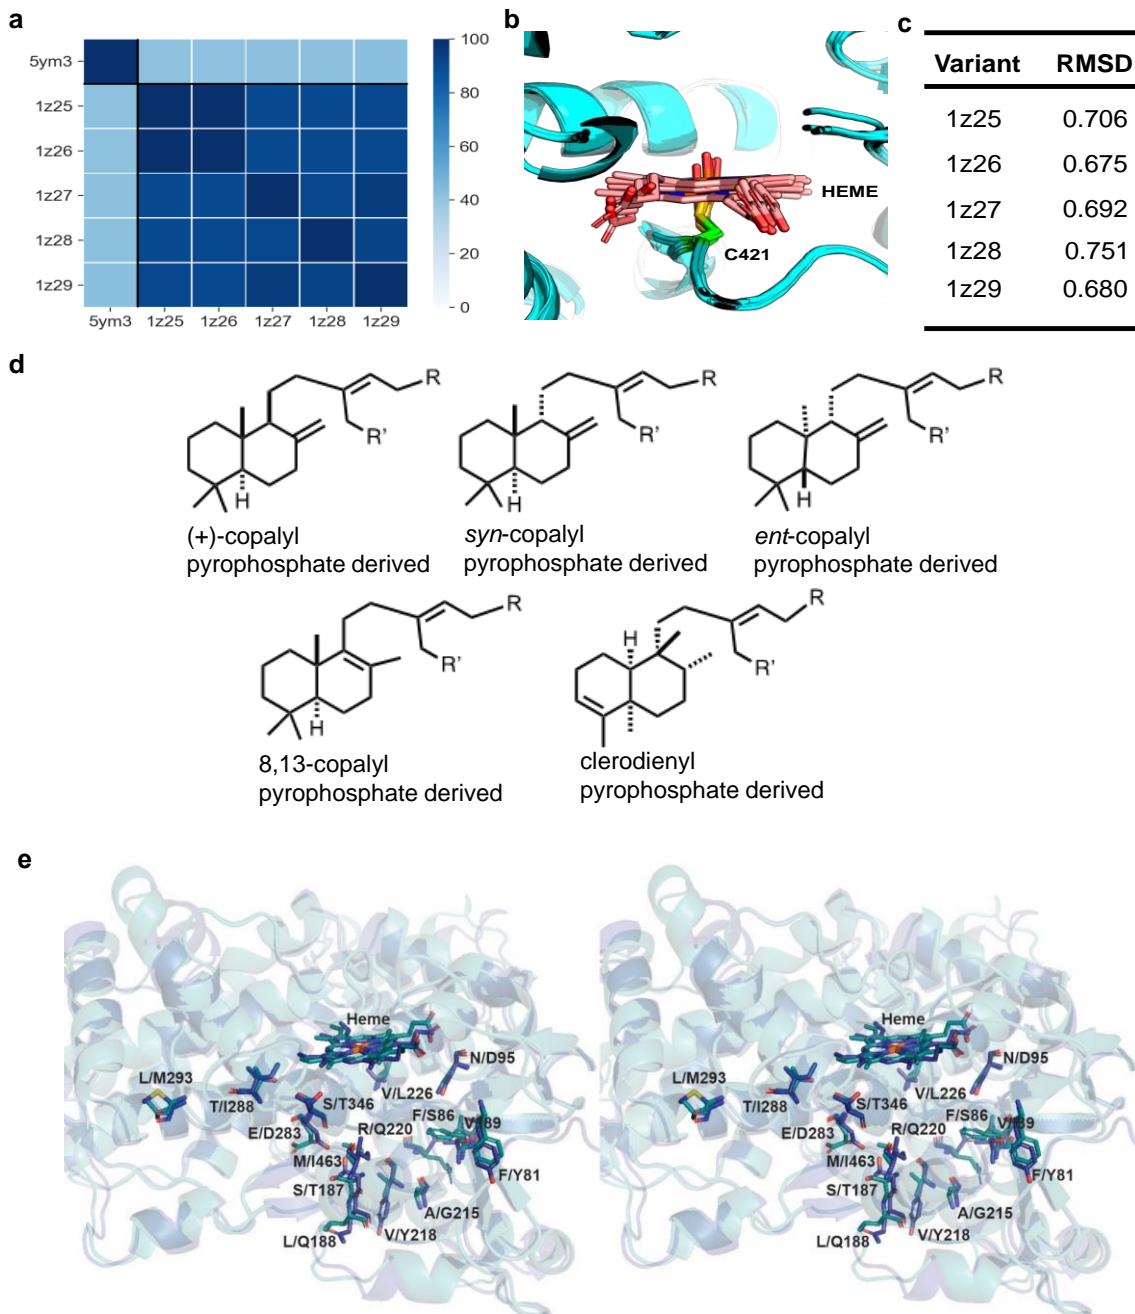 a
5ym3
1z25
1z26
1z27
1z28
1z29
5ym3 1z25 1z26 1z27 1z28 1z29
100
80
60
40
20
0
b
HEME
C421
c
Variant RMSD
1z25 0.706
1z26 0.675
1z27 0.692
1z28 0.751
1z29 0.680
d
R
R'
H
(+)-copalyl
pyrophosphate derived
R
R'
H
syn-copalyl
pyrophosphate derived
R
R'
H
ent-copalyl
pyrophosphate derived
R
R'
H
8,13-copalyl
pyrophosphate derived
R
H
R'
clerodienyl
pyrophosphate derived
e
Heme
N/D95
L/M293
V/L226
T/I288
S/T346
F/S86
E/D283
R/Q220
M/I463
F/Y81
S/T187
A/G215
L/Q188
V/Y218
Heme
N/D95
L/M293
V/L226
T/I288
S/T346
F/S86
E/D283
R/Q220
M/I463
F/Y81
S/T187
A/G215
L/Q188
V/Y218